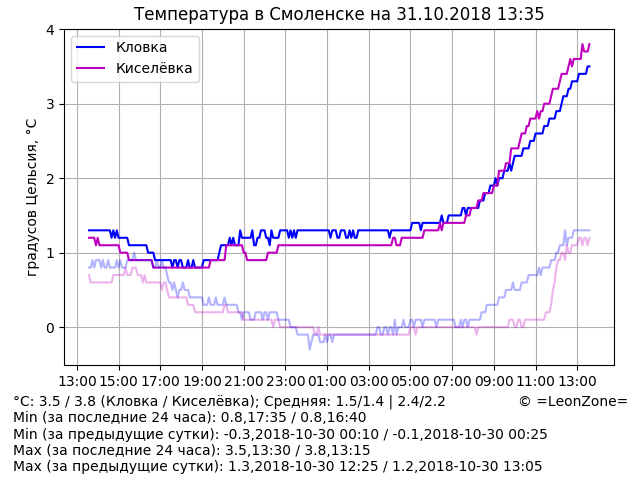 Температура в Смоленске на 31.10.2018 13:35
Кловка
Киселёвка
градусов Цельсия, °C
4
3
2
1
0
13:00 15:00 17:00 19:00 21:00 23:00 01:00 03:00 05:00 07:00 09:00 11:00 13:00
°C: 3.5 / 3.8 (Кловка / Киселёвка); Средняя: 1.5/1.4 | 2.4/2.2 © =LeonZone=
Min (за последние 24 часа): 0.8,17:35 / 0.8,16:40
Min (за предыдущие сутки): -0.3,2018-10-30 00:10 / -0.1,2018-10-30 00:25
Max (за последние 24 часа): 3.5,13:30 / 3.8,13:15
Max (за предыдущие сутки): 1.3,2018-10-30 12:25 / 1.2,2018-10-30 13:05